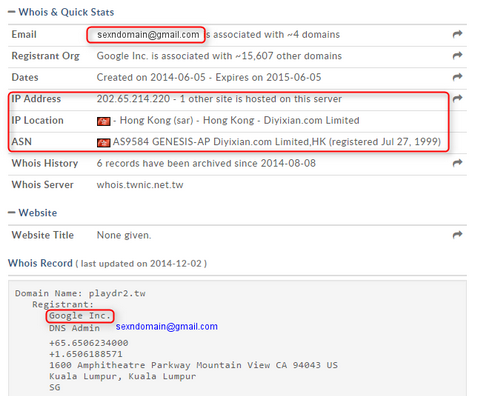 Whois & Quick Stats
Email sexndomain@gmail.com is associated with ~4 domains
Registrant Org Google Inc. is associated with ~15,607 other domains
Dates Created on 2014-06-05 - Expires on 2015-06-05
IP Address 202.65.214.220 - 1 other site is hosted on this server
IP Location - Hong Kong (sar) - Hong Kong - Diyixian.com Limited
ASN AS9584 GENESIS-AP Diyixian.com Limited,HK (registered Jul 27, 1999)
Whois History 6 records have been archived since 2014-08-08
Whois Server whois.twnic.net.tw
Website
Website Title None given.
Whois Record ( last updated on 2014-12-02 )
Domain Name: playdr2.tw
Registrant:
Google Inc.
DNS Admin sexndomain@gmail.com
+65.6506234000
+1.6506188571
1600 Amphitheatre Parkway Mountain View CA 94043 US
Kuala Lumpur, Kuala Lumpur
SG